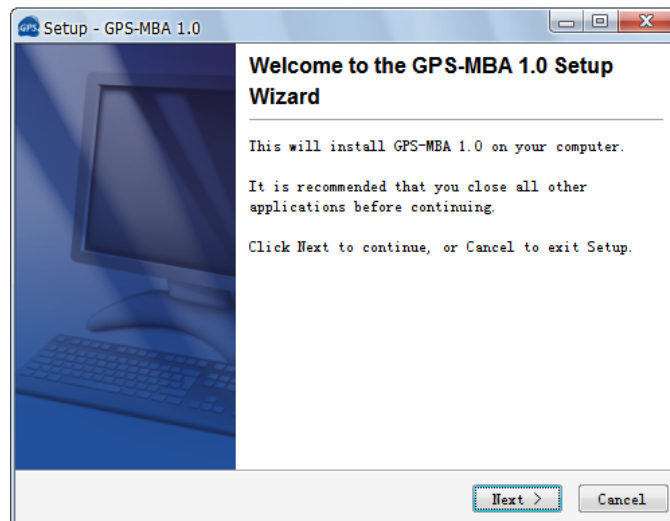 GPS Setup - GPS-MBA 1.0
Welcome to the GPS-MBA 1.0 Setup
Wizard
This will install GPS-MBA 1.0 on your computer.
It is recommended that you close all other
applications before continuing.
Click Next to continue, or Cancel to exit Setup.
Next >
Cancel